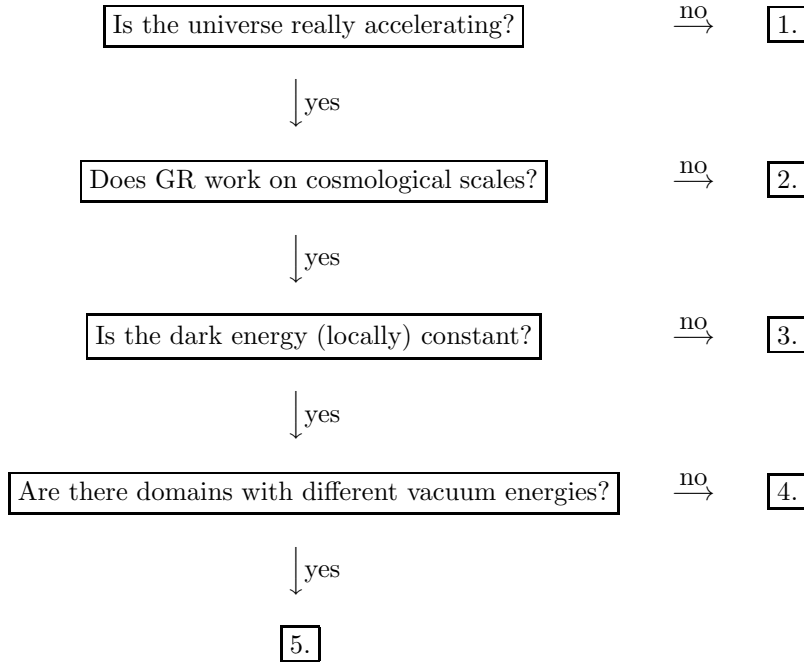 Is the universe really accelerating? no 1.
yes
Does GR work on cosmological scales? no 2.
yes
Is the dark energy (locally) constant? no 3.
yes
Are there domains with different vacuum energies? no 4.
yes
5.